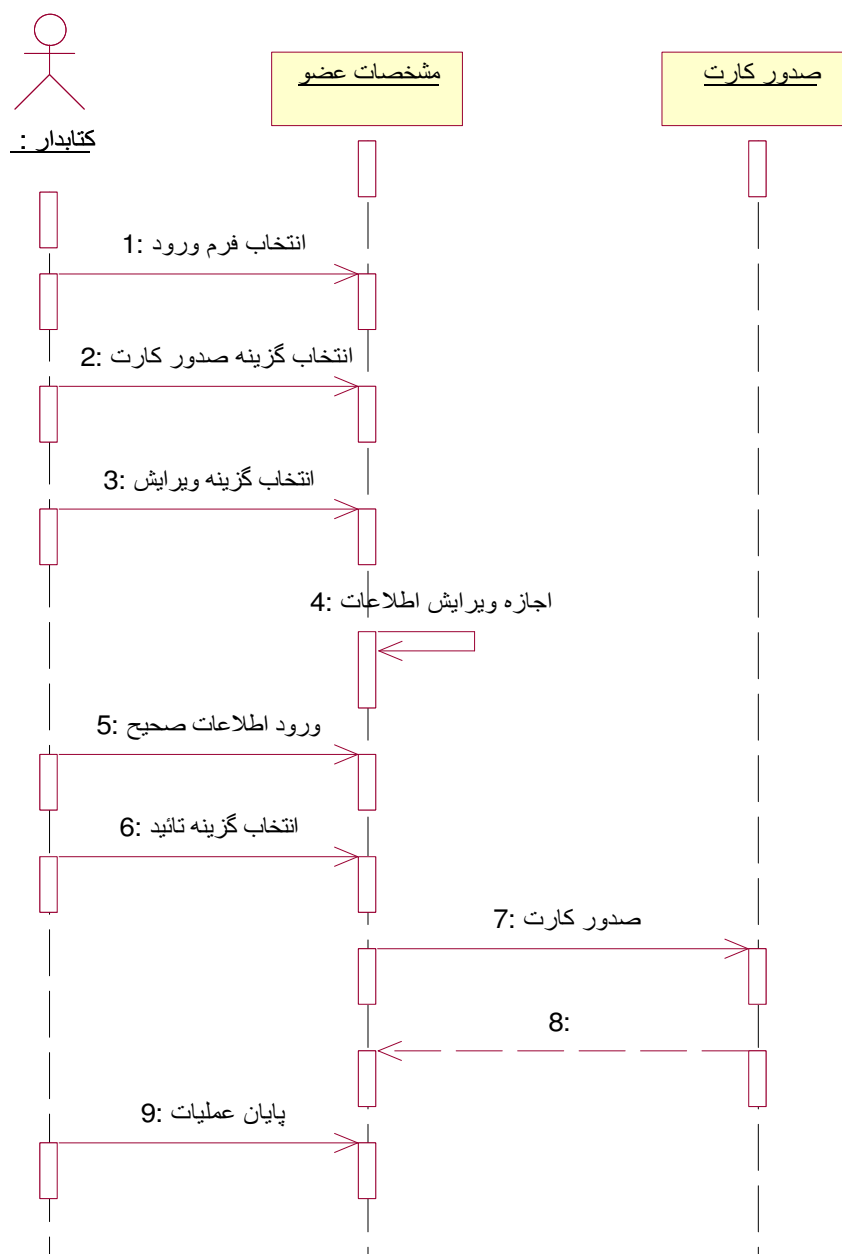 مشخصات عضو
صدور کارت
کتابدار :
انتخاب فرم ورود :1
انتخاب گزینه صدور کارت :2
انتخاب گزینه ویرایش :3
اجازه ویرایش اطلاعات :4
ورود اطلاعات صحیح :5
انتخاب گزینه تائید :6
صدور کارت :7
8:
پایان عملیات :9